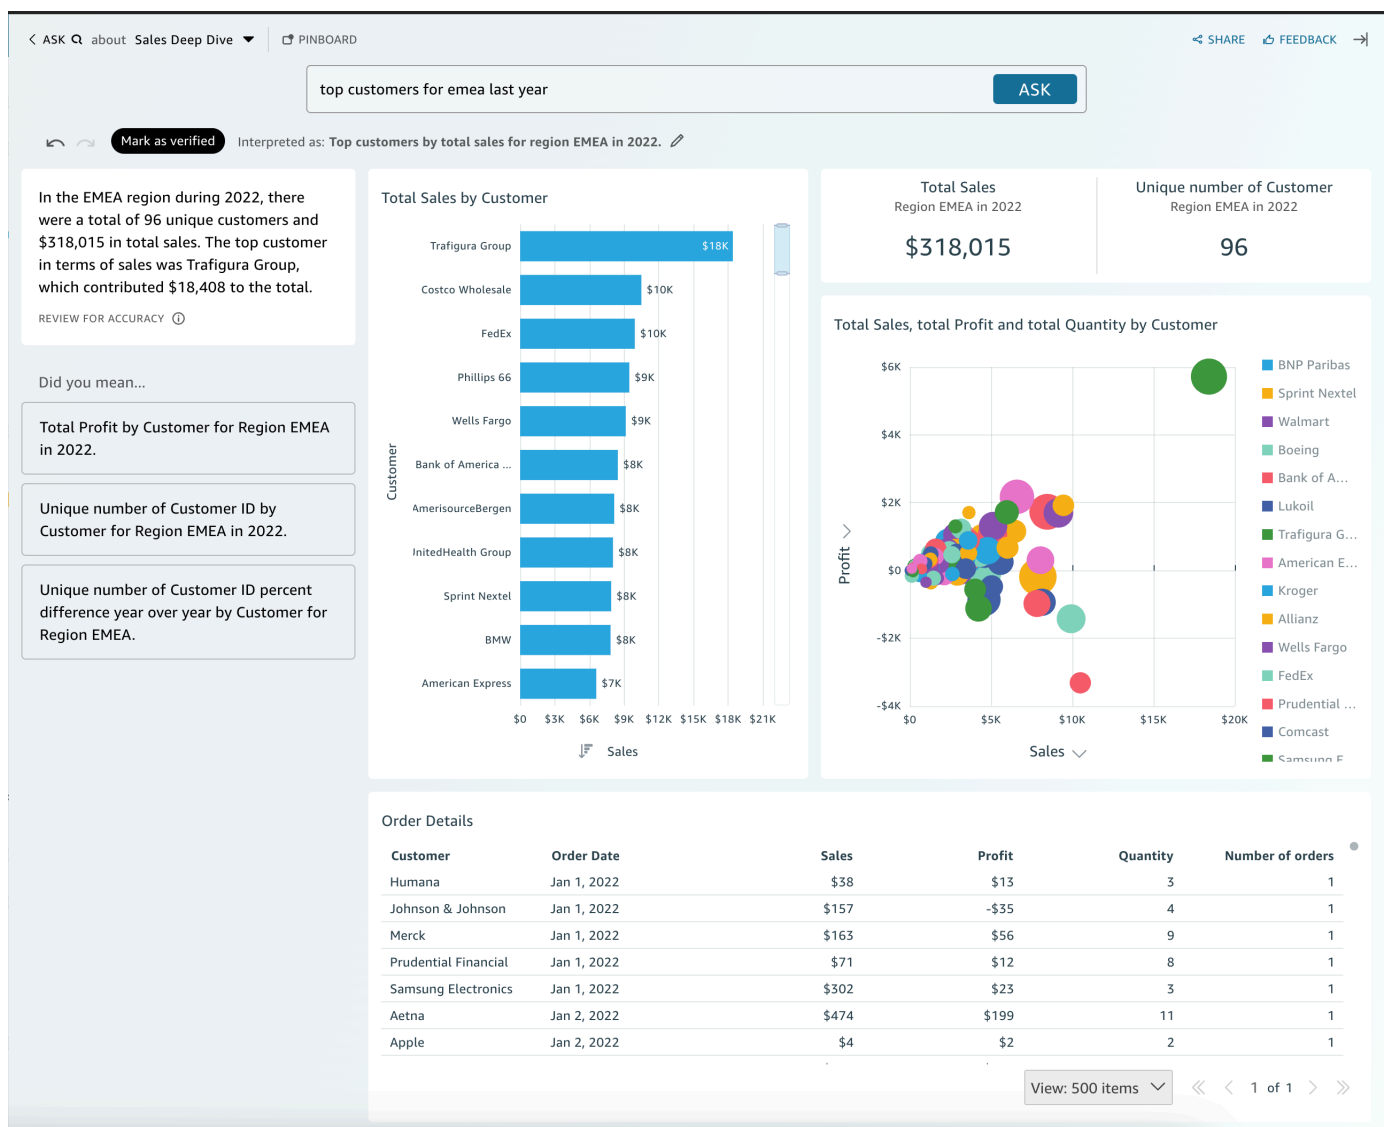 ASK about Sales Deep Dive PINBOARD SHARE FEEDBACK
top customers for emea last year ASK
Mark as verified Interpreted as: Top customers by total sales for region EMEA in 2022.
In the EMEA region during 2022, there
were a total of 96 unique customers and
$318,015 in total sales. The top customer
in terms of sales was Trafigura Group,
which contributed $18,408 to the total.
REVIEW FOR ACCURACY
Did you mean...
Total Profit by Customer for Region EMEA
in 2022.
Unique number of Customer ID by
Customer for Region EMEA in 2022.
Unique number of Customer ID percent
difference year over year by Customer for
Region EMEA.
Total Sales by Customer
Customer
Trafigura Group $18K
Costco Wholesale $10K
FedEx $10K
Phillips 66 $9K
Wells Fargo $9K
Bank of America ... $8K
AmerisourceBergen $8K
UnitedHealth Group $8K
Sprint Nextel $8K
BMW $8K
American Express $7K
$0 $3K $6K $9K $12K $15K $18K $21K
Sales
Total Sales
Region EMEA in 2022
$318,015
Unique number of Customer
Region EMEA in 2022
96
Total Sales, total Profit and total Quantity by Customer
Profit
$6K
$4K
$2K
$0
-$2K
-$4K
$0 $5K $10K $15K $20K
Sales
BNP Paribas
Sprint Nextel
Walmart
Boeing
Bank of A...
Lukoil
Trafigura G...
American E...
Kroger
Allianz
Wells Fargo
FedEx
Prudential ...
Comcast
Samsung E
Order Details
Customer Order Date Sales Profit Quantity Number of orders
Humana Jan 1, 2022 $38 $13 3 1
Johnson & Johnson Jan 1, 2022 $157 -$35 4 1
Merck Jan 1, 2022 $163 $56 9 1
Prudential Financial Jan 1, 2022 $71 $12 8 1
Samsung Electronics Jan 1, 2022 $302 $23 3 1
Aetna Jan 2, 2022 $474 $199 11 1
Apple Jan 2, 2022 $4 $2 2 1
View: 500 items 1 of 1